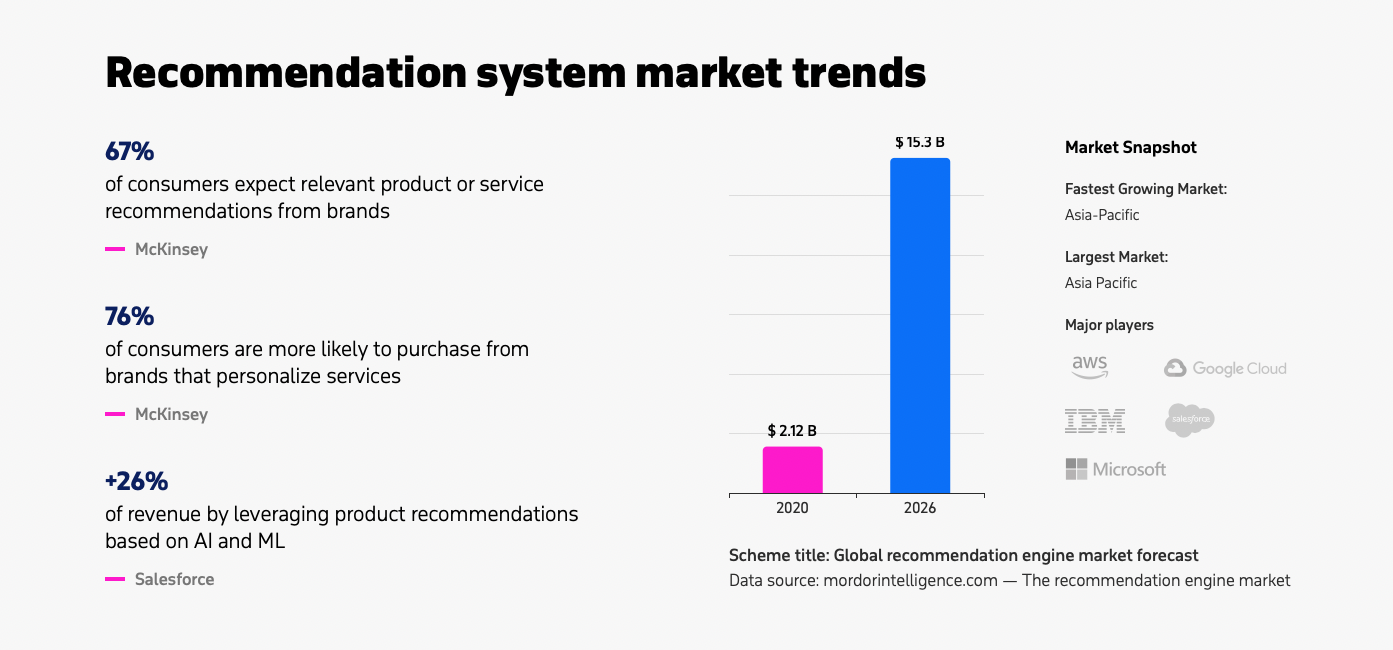 Recommendation system market trends
67%
of consumers expect relevant product or service
recommendations from brands
McKinsey
76%
of consumers are more likely to purchase from
brands that personalize services
McKinsey
+26%
of revenue by leveraging product recommendations
based on AI and ML
Salesforce
$ 15.3 B
$ 2.12 B
2020
2026
Scheme title: Global recommendation engine market forecast
Data source: mordorintelligence.com — The recommendation engine market
Market Snapshot
Fastest Growing Market:
Asia-Pacific
Largest Market:
Asia Pacific
Major players
aws
Google Cloud
IBM
salesforce
Microsoft